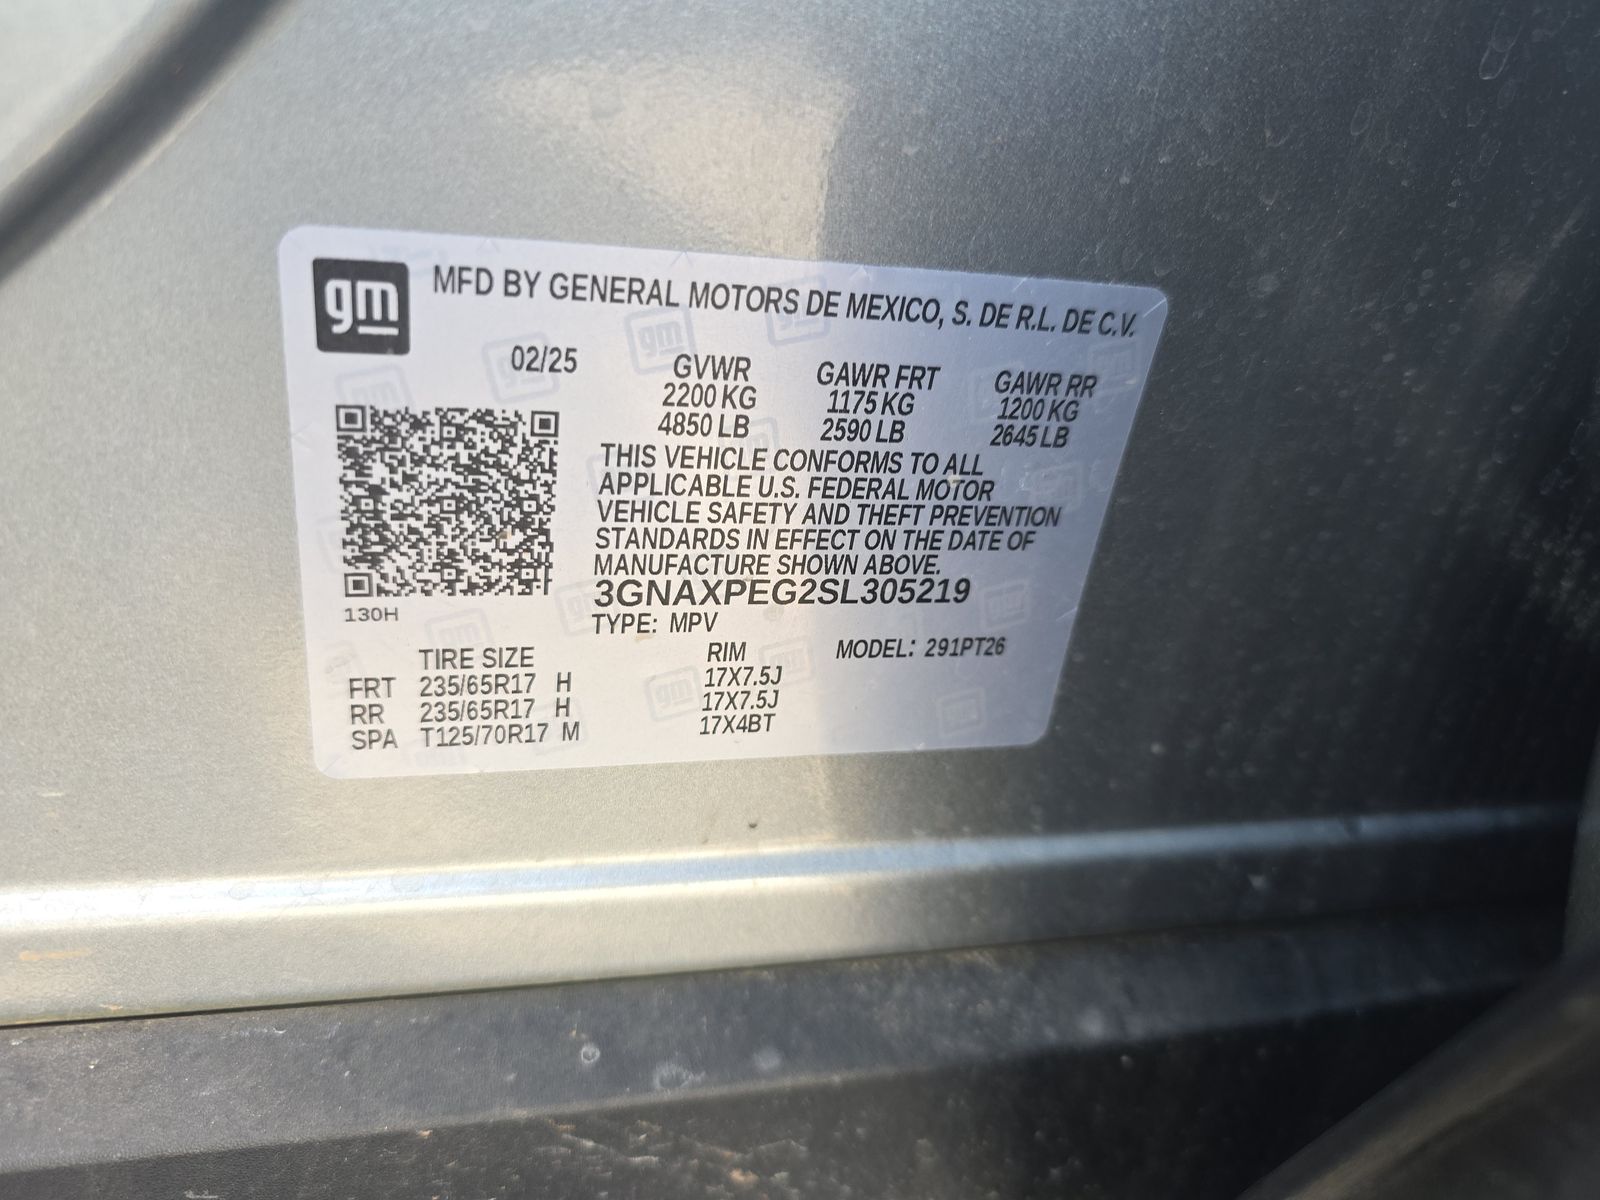 gm
MFD BY GENERAL MOTORS DE MEXICO, S. DE R.L. DE C.V.
02/25
GVWR GAWR FRT GAWR RR
2200 KG 1175 KG 1200 KG
4850 LB 2590 LB 2645 LB
THIS VEHICLE CONFORMS TO ALL
APPLICABLE U.S. FEDERAL MOTOR
VEHICLE SAFETY AND THEFT PREVENTION
STANDARDS IN EFFECT ON THE DATE OF
MANUFACTURE SHOWN ABOVE.
3GNAXPEG2SL305219
130H
TYPE: MPV
MODEL: 291PT26
TIRE SIZE RIM
FRT 235/65R17 H 17X7.5J
RR 235/65R17 H 17X7.5J
SPA T125/70R17 M 17X4BT